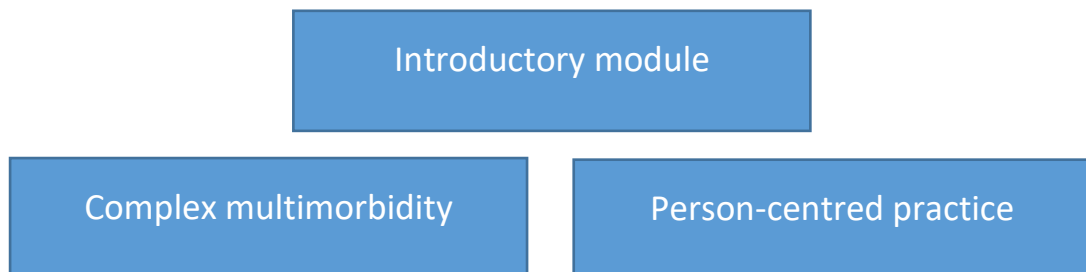 Introductory module
Complex multimorbidity
Person-centred practice